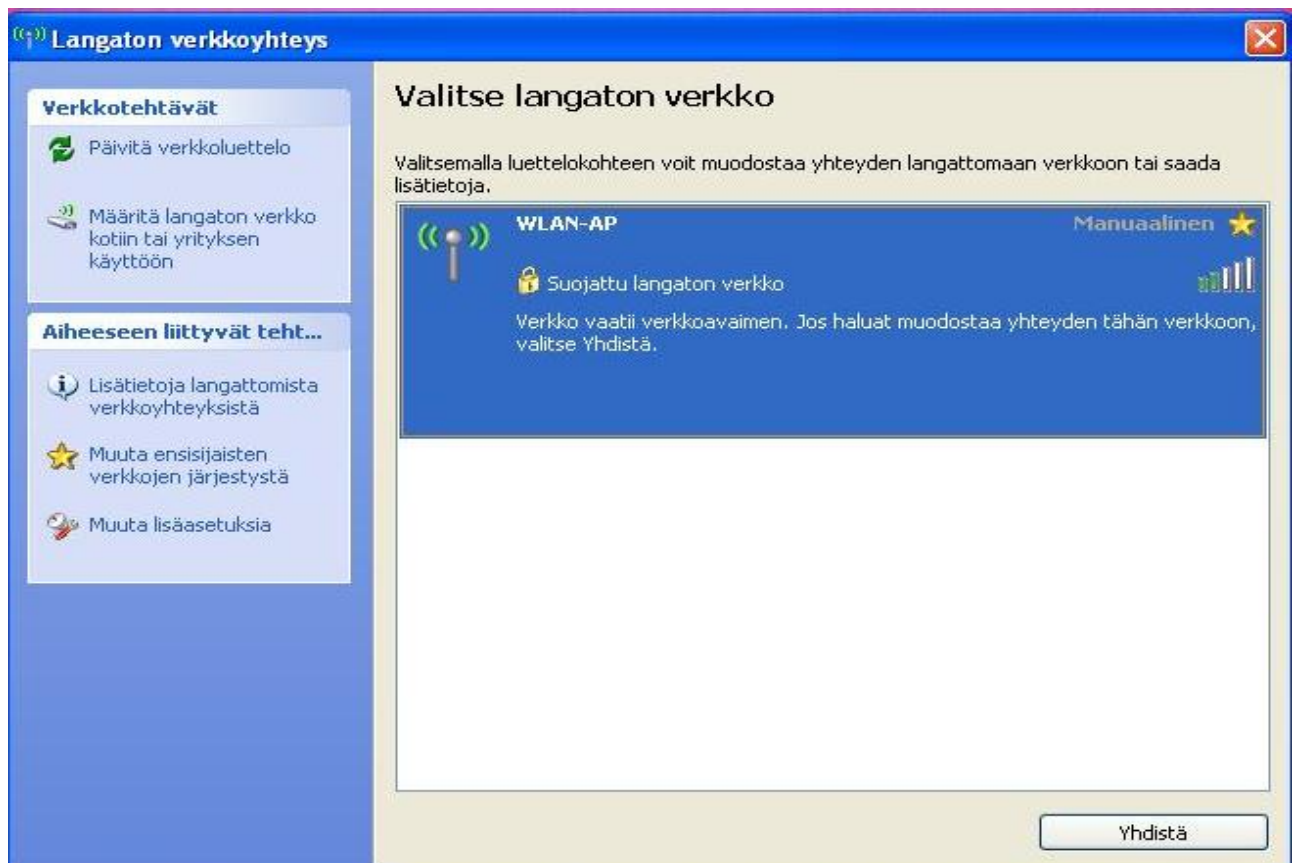 Langaton verkkoyhteys
Verkkotehtävät
Päivitä verkkoluettelo
Määritä langaton verkko
kotiin tai yrityksen
käyttöön
Aiheeseen liittyvät teht...
Lisätietoja langattomista
verkkoyhteyksistä
Muuta ensisijaisten
verkkojen järjestystä
Muuta lisäasetuksia
Valitse langaton verkko
Valitsemalla luettelokohteen voit muodostaa yhteyden langattomaan verkkoon tai saada
lisätietoja.
WLAN-AP
Manuaalinen
Suojattu langaton verkko
Verkko vaatii verkkoavaimen. Jos haluat muodostaa yhteyden tähän verkkoon,
valitse Yhdistä.
Yhdistä